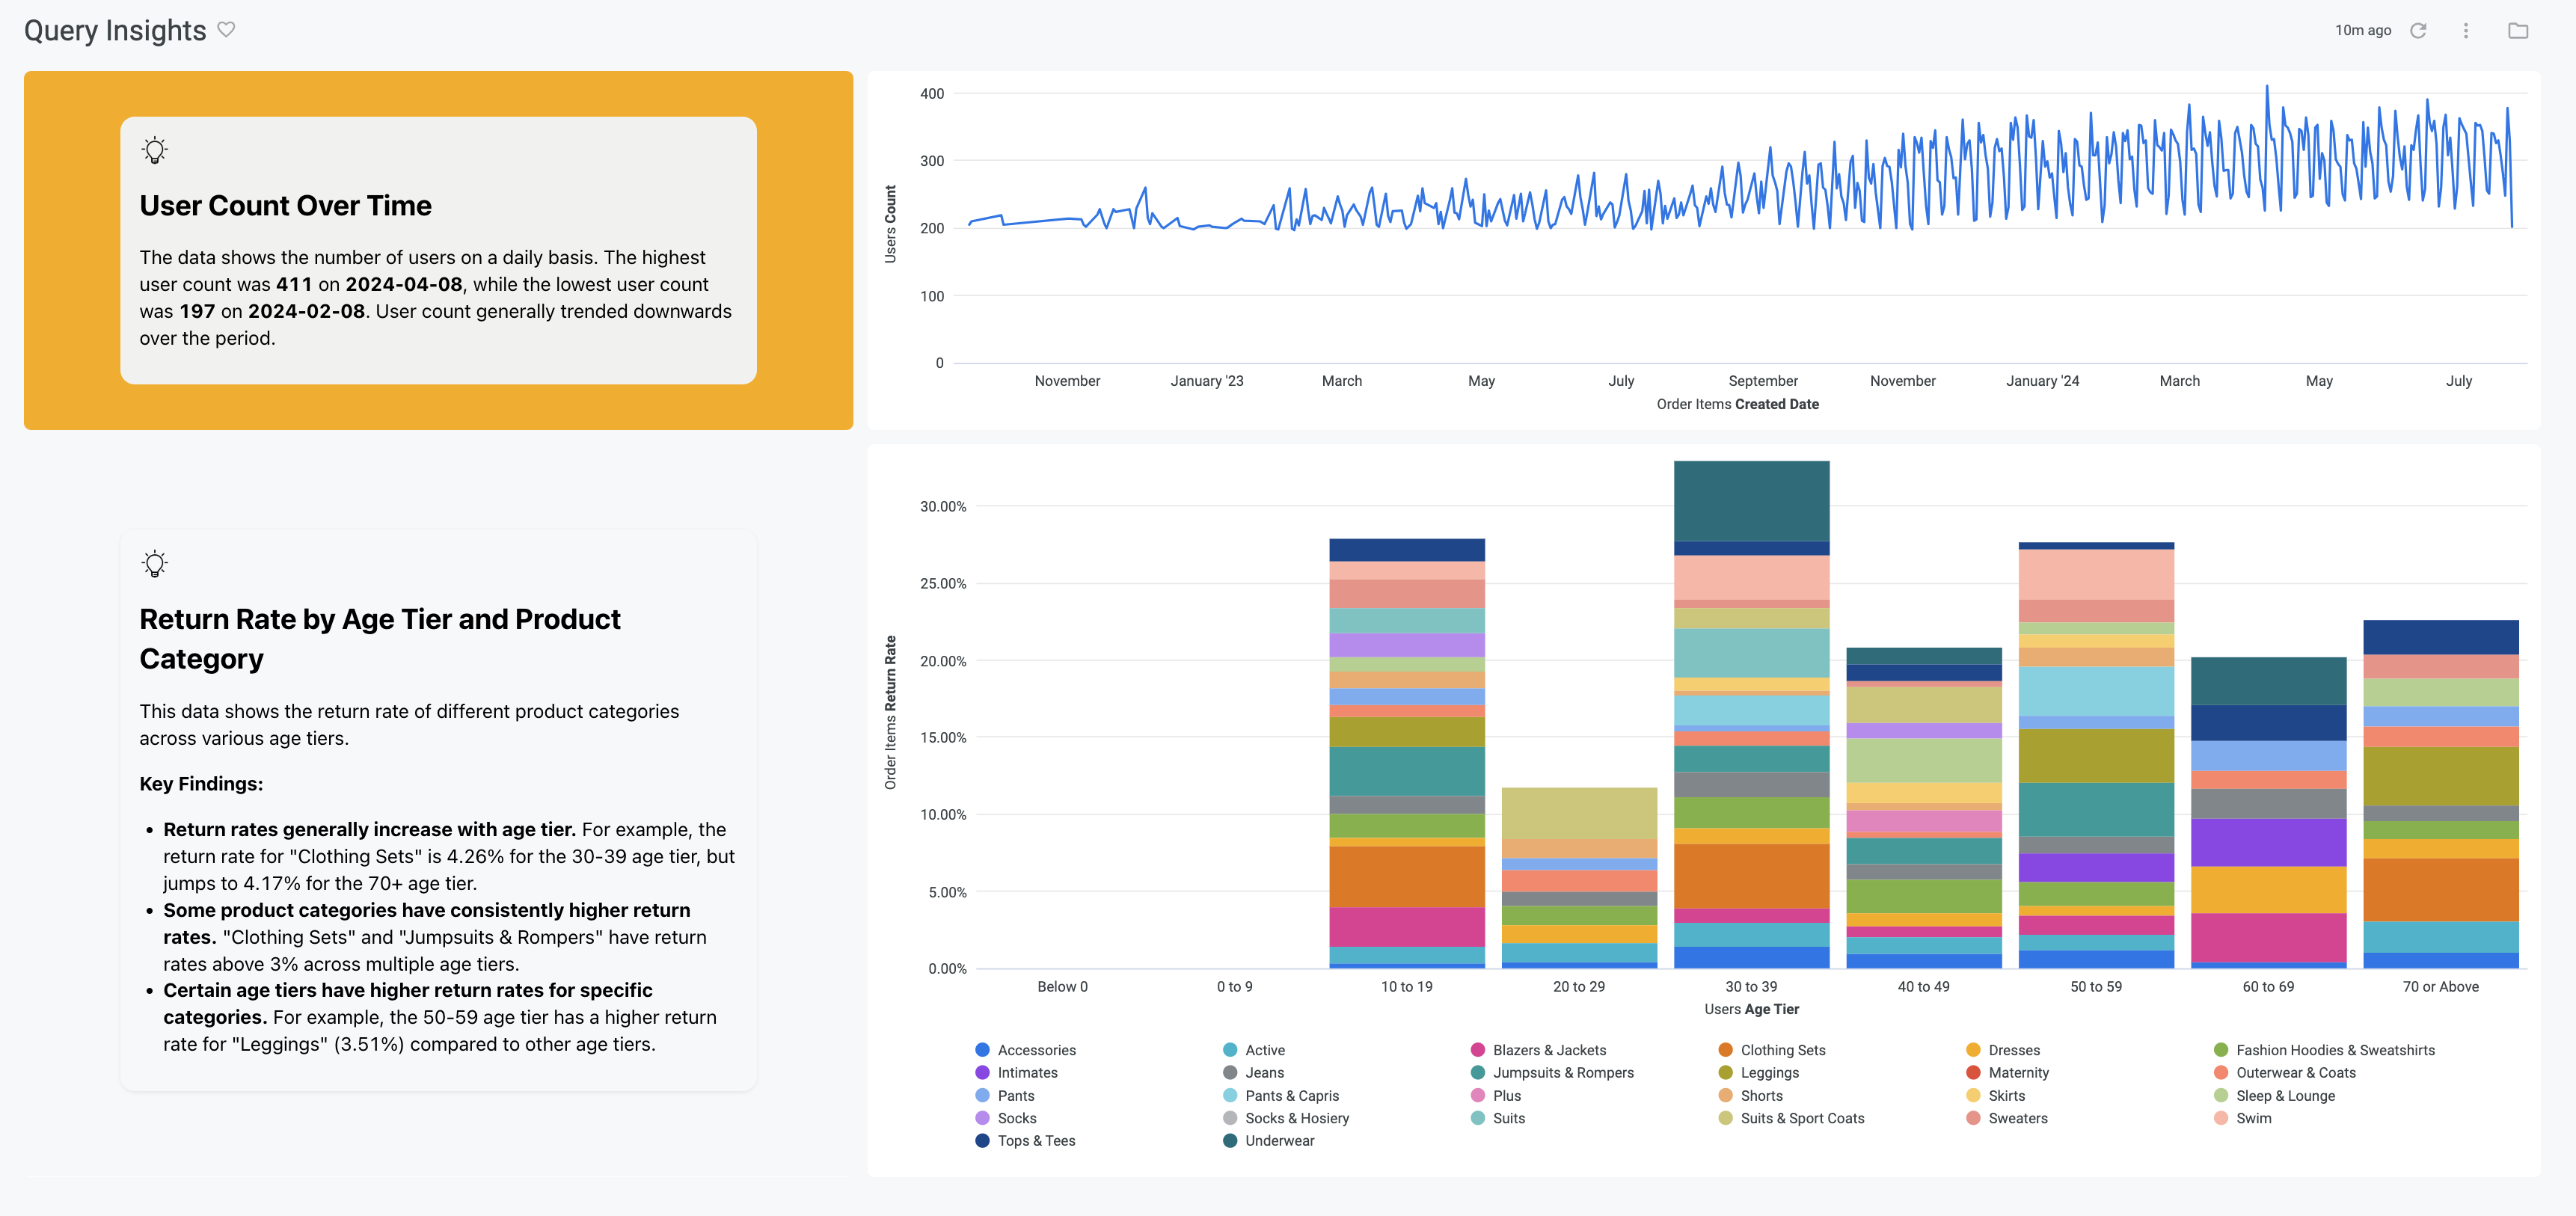 Query Insights
10m ago
User Count Over Time
The data shows the number of users on a daily basis. The highest
user count was 411 on 2024-04-08, while the lowest user count
was 197 on 2024-02-08. User count generally trended downwards
over the period.
400
300
200
100
0
Users Count
November
January '23
March
May
July
September
November
January '24
March
May
July
Order Items Created Date
Return Rate by Age Tier and Product
Category
This data shows the return rate of different product categories
across various age tiers.
Key Findings:
• Return rates generally increase with age tier. For example, the
return rate for "Clothing Sets" is 4.26% for the 30-39 age tier, but
jumps to 4.17% for the 70+ age tier.
• Some product categories have consistently higher return
rates. "Clothing Sets" and "Jumpsuits & Rompers" have return
rates above 3% across multiple age tiers.
• Certain age tiers have higher return rates for specific
categories. For example, the 50-59 age tier has a higher return
rate for "Leggings" (3.51%) compared to other age tiers.
30.00%
25.00%
20.00%
15.00%
10.00%
5.00%
0.00%
Order Items Return Rate
Below 0
0 to 9
10 to 19
20 to 29
30 to 39
40 to 49
50 to 59
60 to 69
70 or Above
Users Age Tier
Accessories
Active
Blazers & Jackets
Clothing Sets
Dresses
Fashion Hoodies & Sweatshirts
Intimates
Jeans
Jumpsuits & Rompers
Leggings
Maternity
Outerwear & Coats
Pants
Pants & Capris
Plus
Shorts
Skirts
Sleep & Lounge
Socks
Socks & Hosiery
Suits
Suits & Sport Coats
Sweaters
Swim
Tops & Tees
Underwear